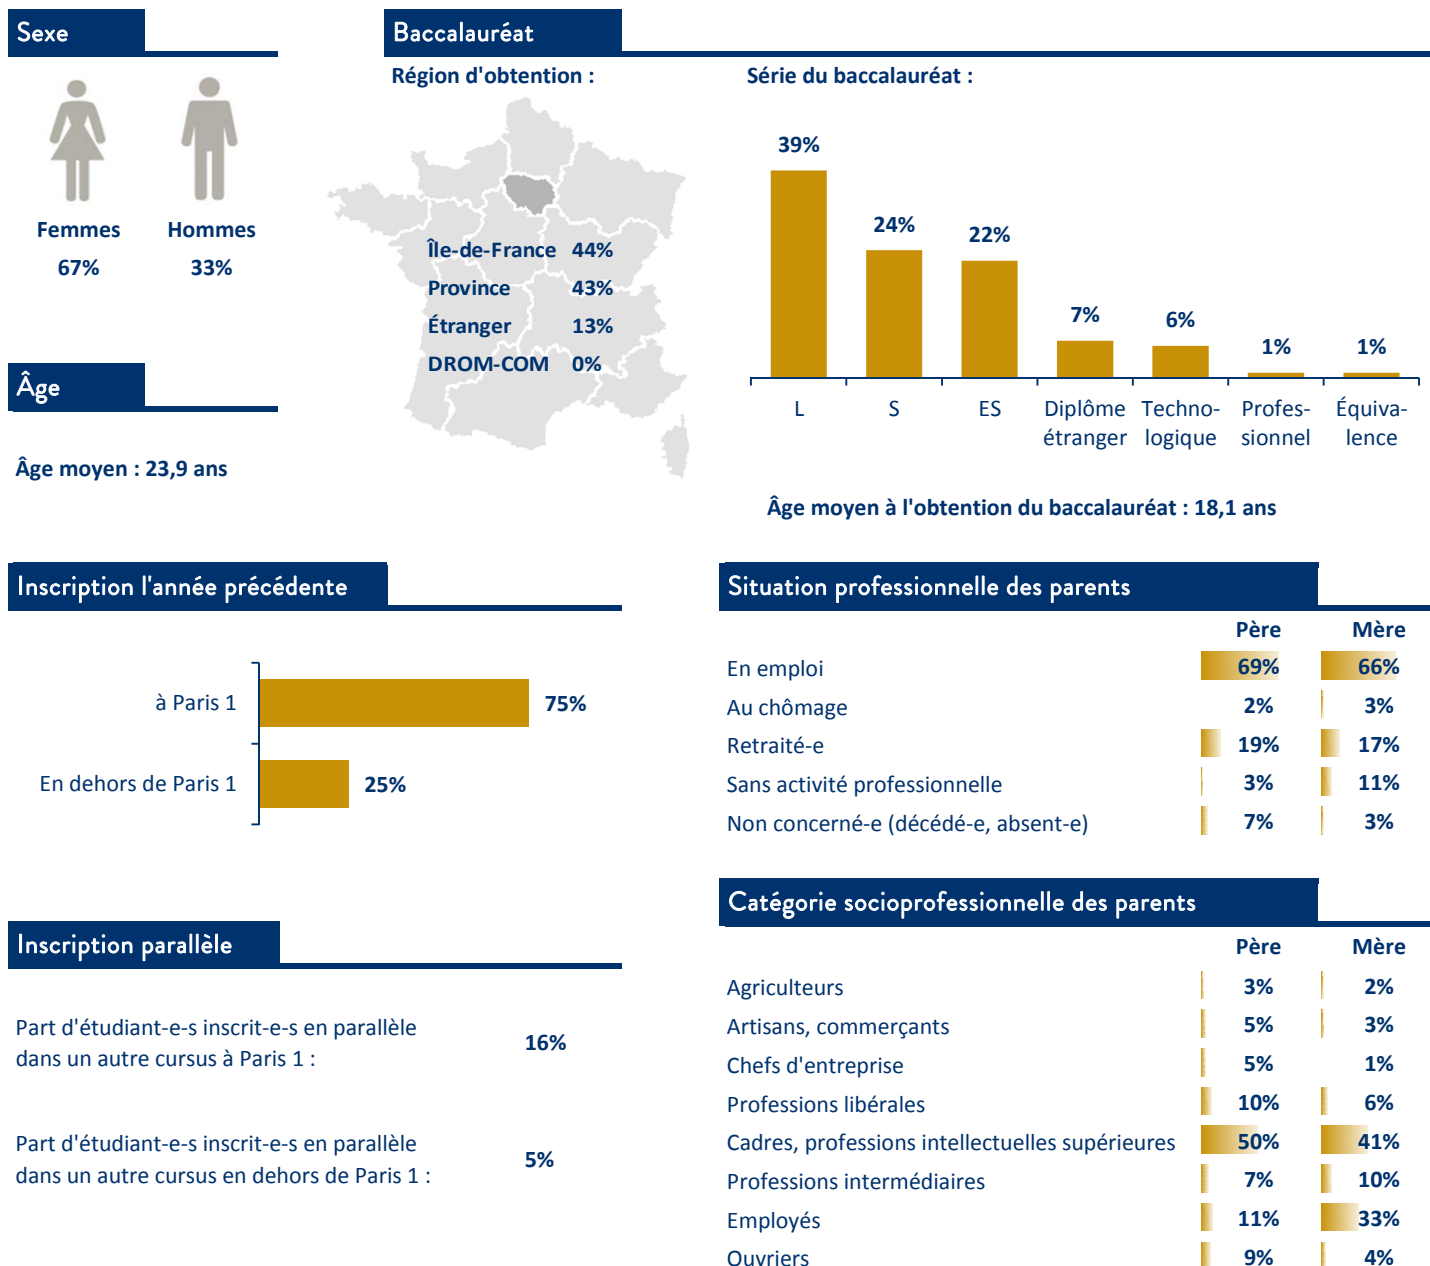 Sexe
Femmes Hommes
67% 33%
Âge
Âge moyen : 23,9 ans
Baccalauréat
Région d'obtention :
Île-de-France 44%
Province 43%
Étranger 13%
DROM-COM 0%
Série du baccalauréat :
39%
24%
22%
7%
6%
1%
1%
L S ES Diplôme Techno- Profes- Équiva-
étranger logique sionnel lence
Âge moyen à l'obtention du baccalauréat : 18,1 ans
Inscription l'année précédente
à Paris 1 75%
En dehors de Paris 1 25%
Inscription parallèle
Part d'étudiant-e-s inscrit-e-s en parallèle
dans un autre cursus à Paris 1 :
16%
Part d'étudiant-e-s inscrit-e-s en parallèle
dans un autre cursus en dehors de Paris 1 :
5%
Situation professionnelle des parents
Père Mère
En emploi 69% 66%
Au chômage 2% 3%
Retraité-e 19% 17%
Sans activité professionnelle 3% 11%
Non concerné-e (décédé-e, absent-e) 7% 3%
Catégorie socioprofessionnelle des parents
Père Mère
Agriculteurs 3% 2%
Artisans, commerçants 5% 3%
Chefs d'entreprise 5% 1%
Professions libérales 10% 6%
Cadres, professions intellectuelles supérieures 50% 41%
Professions intermédiaires 7% 10%
Employés 11% 33%
Ouvriers 9% 4%